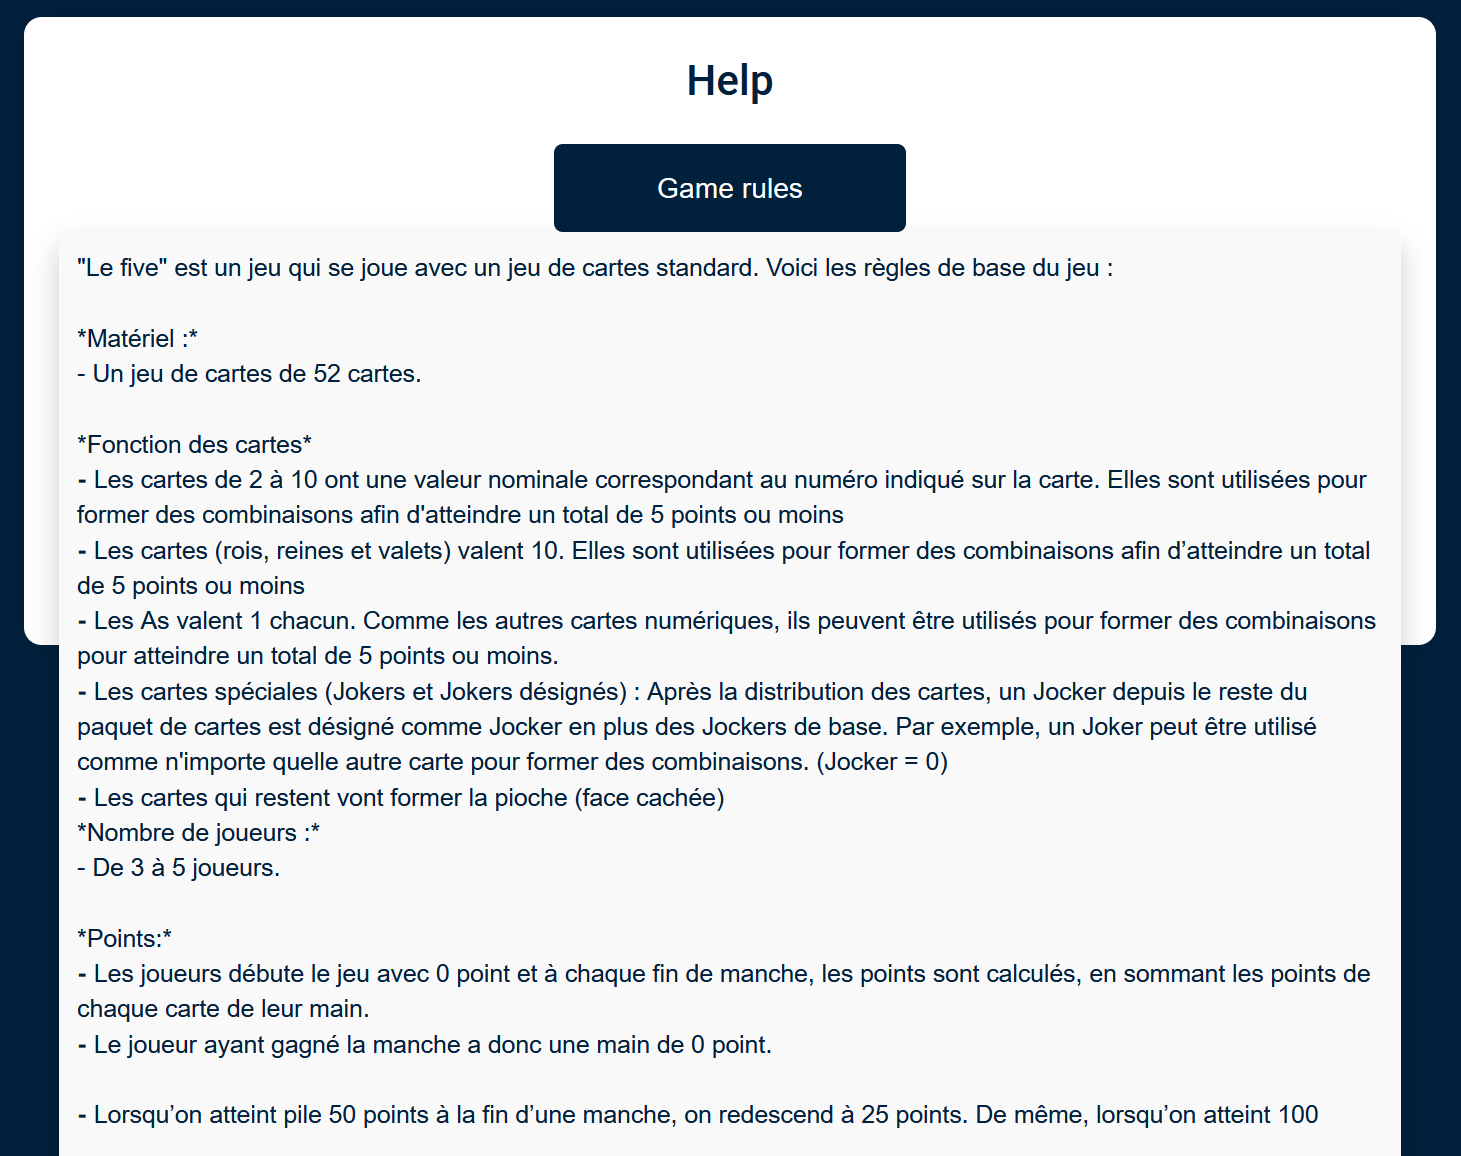 Help
Game rules
"Le five" est un jeu qui se joue avec un jeu de cartes standard. Voici les règles de base du jeu :
*Matériel :*
- Un jeu de cartes de 52 cartes.
*Fonction des cartes*
- Les cartes de 2 à 10 ont une valeur nominale correspondant au numéro indiqué sur la carte. Elles sont utilisées pour
former des combinaisons afin d'atteindre un total de 5 points ou moins
- Les cartes (rois, reines et valets) valent 10. Elles sont utilisées pour former des combinaisons afin d’atteindre un total
de 5 points ou moins
- Les As valent 1 chacun. Comme les autres cartes numériques, ils peuvent être utilisés pour former des combinaisons
pour atteindre un total de 5 points ou moins.
- Les cartes spéciales (Jokers et Jokers désignés) : Après la distribution des cartes, un Jocker depuis le reste du
paquet de cartes est désigné comme Jocker en plus des Jockers de base. Par exemple, un Joker peut être utilisé
comme n'importe quelle autre carte pour former des combinaisons. (Jocker = 0)
- Les cartes qui restent vont former la pioche (face cachée)
*Nombre de joueurs :*
- De 3 à 5 joueurs.
*Points:*
- Les joueurs débute le jeu avec 0 point et à chaque fin de manche, les points sont calculés, en sommant les points de
chaque carte de leur main.
- Le joueur ayant gagné la manche a donc une main de 0 point.
- Lorsqu’on atteint pile 50 points à la fin d’une manche, on redescend à 25 points. De même, lorsqu’on atteint 100